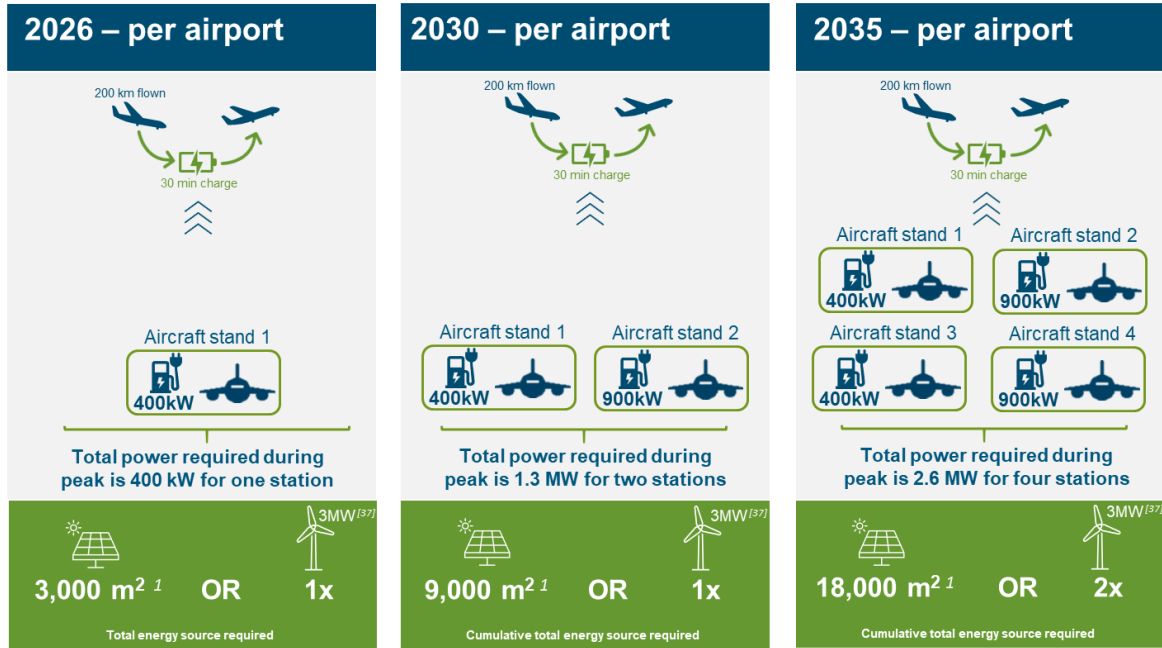 2026 – per airport
200 km flown
30 min charge
Aircraft stand 1
400kW
Total power required during
peak is 400 kW for one station
3MW [37]
3,000 m2 1 OR 1x
Total energy source required
2030 – per airport
200 km flown
30 min charge
Aircraft stand 1 Aircraft stand 2
400kW 900kW
Total power required during
peak is 1.3 MW for two stations
3MW [37]
9,000 m2 1 OR 1x
Cumulative total energy source required
2035 – per airport
200 km flown
30 min charge
Aircraft stand 1 Aircraft stand 2
400kW 900kW
Aircraft stand 3 Aircraft stand 4
400kW 900kW
Total power required during
peak is 2.6 MW for four stations
3MW [37]
18,000 m2 1 OR 2x
Cumulative total energy source required